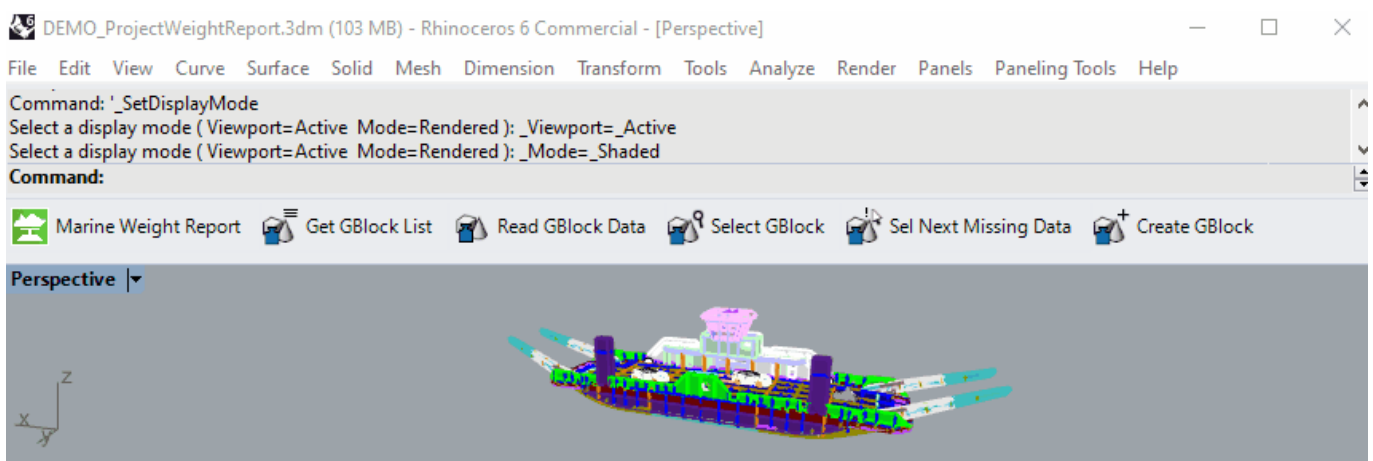 DEMO_ProjectWeightReport.3dm (103 MB) - Rhinoceros 6 Commercial - [Perspective]
File Edit View Curve Surface Solid Mesh Dimension Transform Tools Analyze Render Panels Paneling Tools Help
Command: '_SetDisplayMode
Select a display mode ( Viewport=Active Mode=Rendered ): _Viewport=_Active
Select a display mode ( Viewport=Active Mode=Rendered ): _Mode=_Shaded
Command:
Marine Weight Report Get GBlock List Read GBlock Data Select GBlock Sel Next Missing Data Create GBlock
Perspective
z
x
y